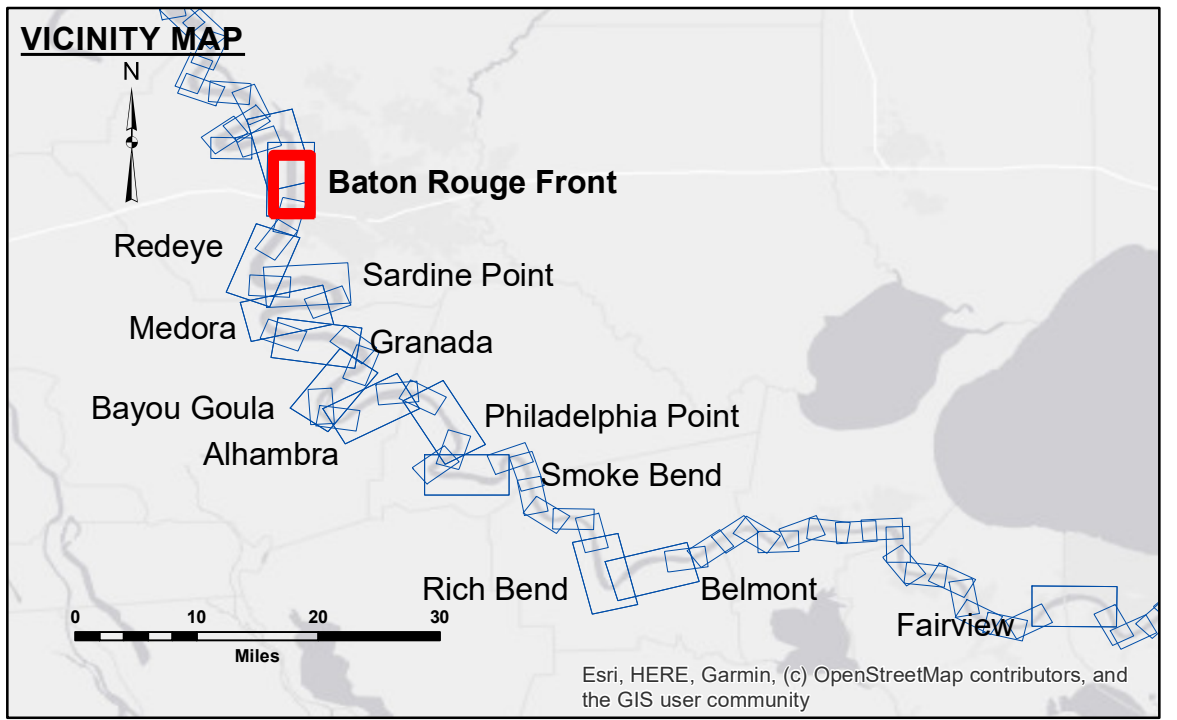 VICINITY MAP
N
Baton Rouge Front
Redeye
Sardine Point
Medora
Granada
Bayou Goula
Philadelphia Point
Alhambra
Smoke Bend
Rich Bend
Belmont
Fairview
0 10 20 30
Miles
Esri, HERE, Garmin, (c) OpenStreetMap contributors, and
the GIS user community